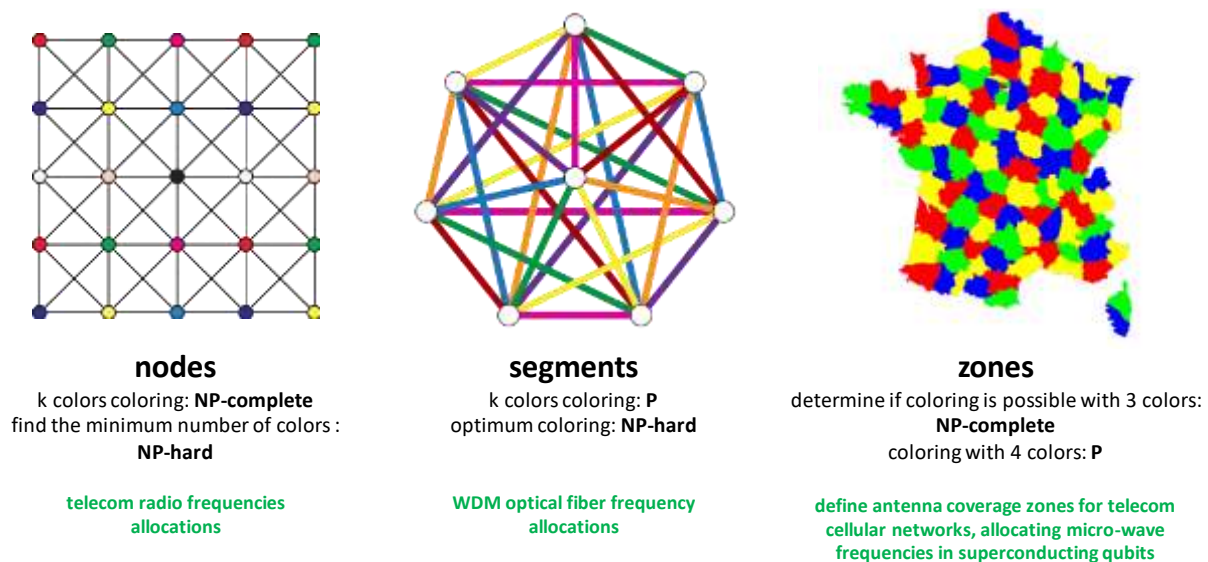 nodes
k colors coloring: NP-complete
find the minimum number of colors :
NP-hard
telecom radio frequencies
allocations
segments
k colors coloring: P
optimum coloring: NP-hard
WDM optical fiber frequency
allocations
zones
determine if coloring is possible with 3 colors:
NP-complete
coloring with 4 colors: P
define antenna coverage zones for telecom
cellular networks, allocating micro-wave
frequencies in superconducting qubits